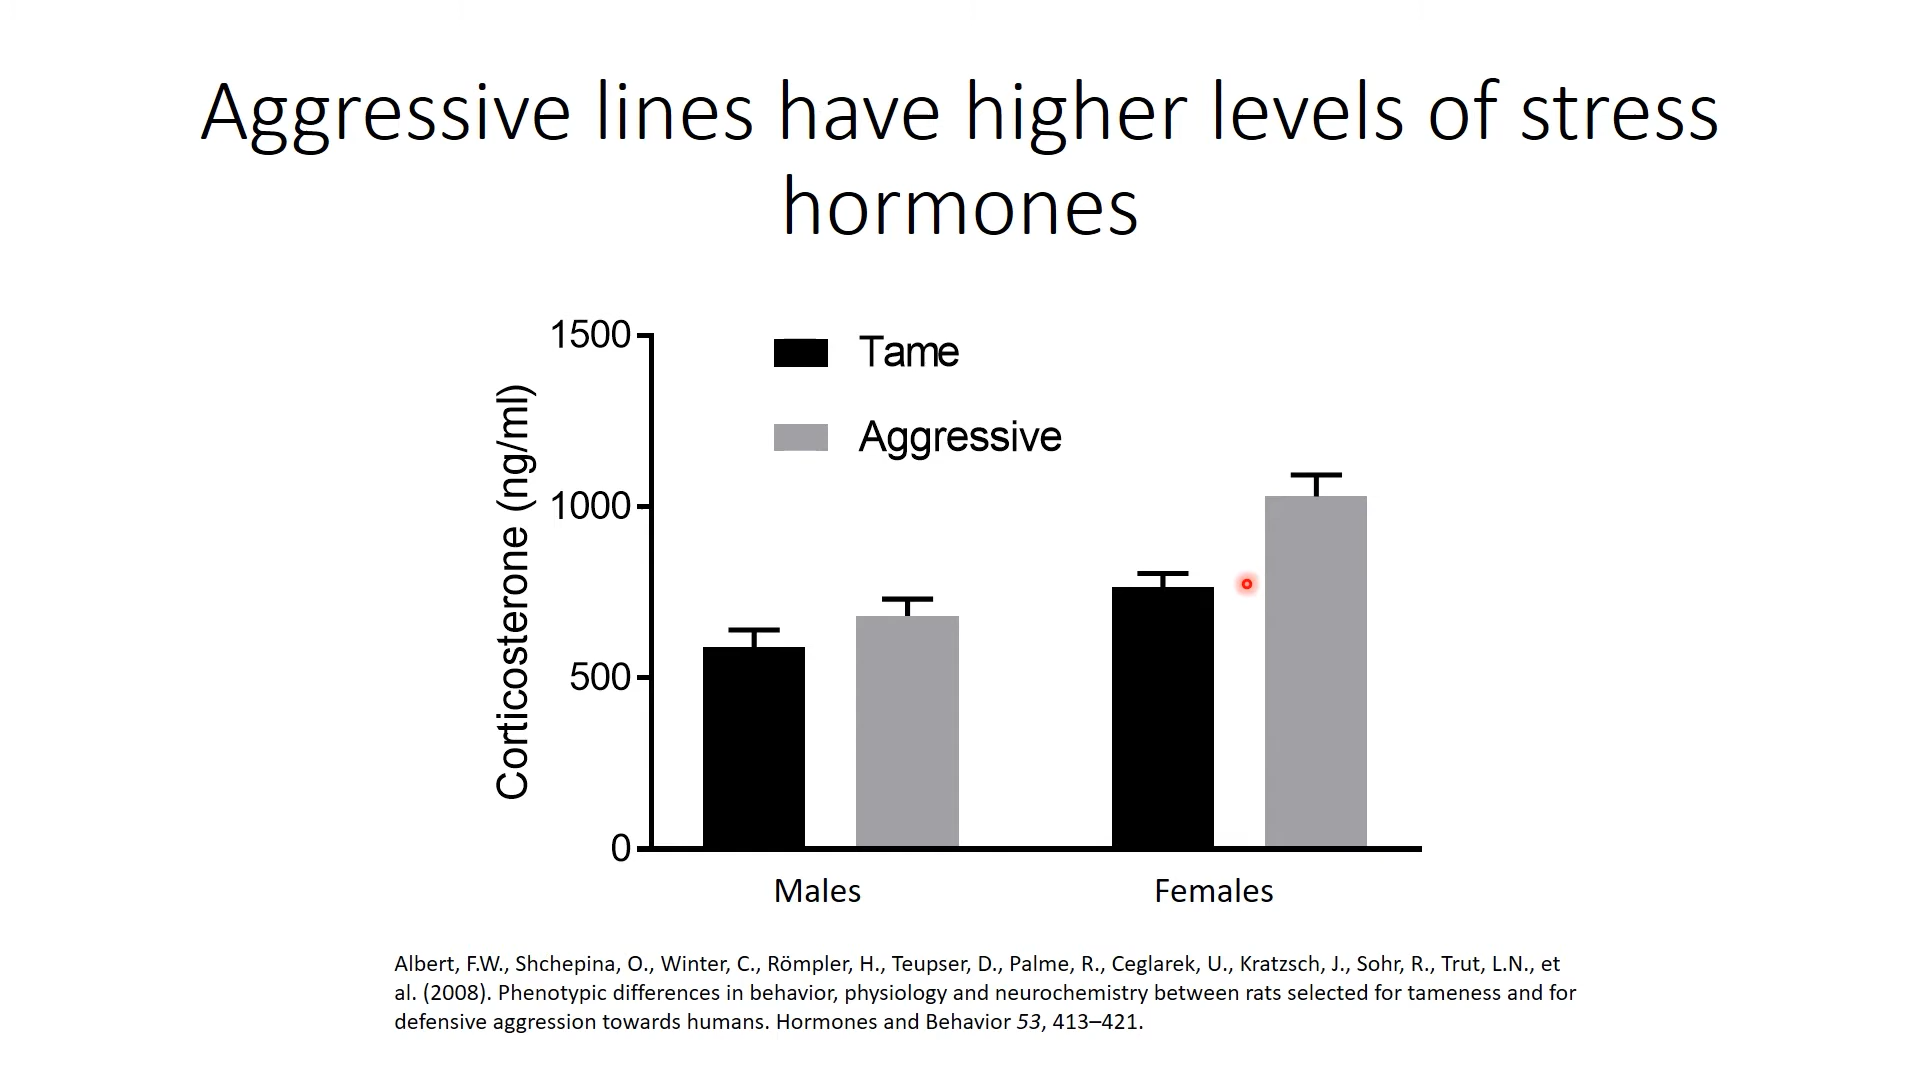 Aggressive lines have higher levels of stress
hormones
1500
1000
500
0
Corticosterone (ng/ml)
Tame
Aggressive
Males
Females
Albert, F.W., Shchepina, O., Winter, C., Römpler, H., Teupser, D., Palme, R., Ceglarek, U., Kratzsch, J., Sohr, R., Trut, L.N., et
al. (2008). Phenotypic differences in behavior, physiology and neurochemistry between rats selected for tameness and for
defensive aggression towards humans. Hormones and Behavior 53, 413–421.